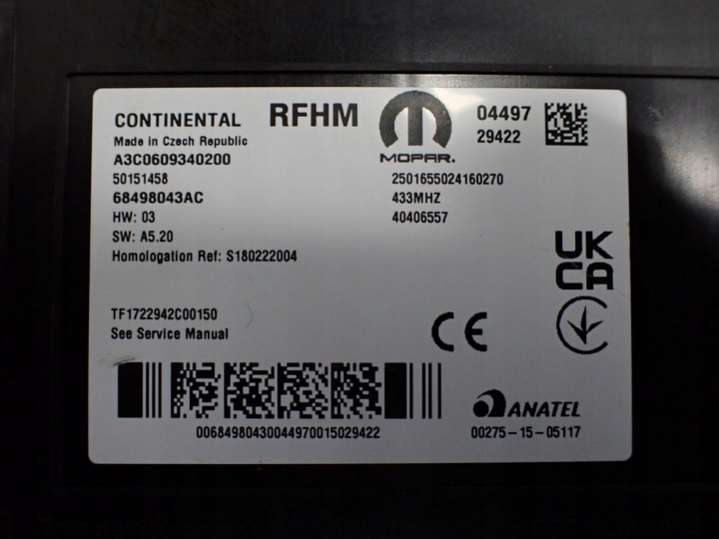 CONTINENTAL RFHM 04497
Made in Czech Republic 29422
A3C0609340200 MOPAR.
50151458 2501655024160270
68498043AC 433MHZ
HW: 03 40406557
SW: A5.20
Homologation Ref: S180222004
UK
CA
TF1722942C00150
See Service Manual
CE
ANATEL
00684980430044970015029422 00275-15-05117